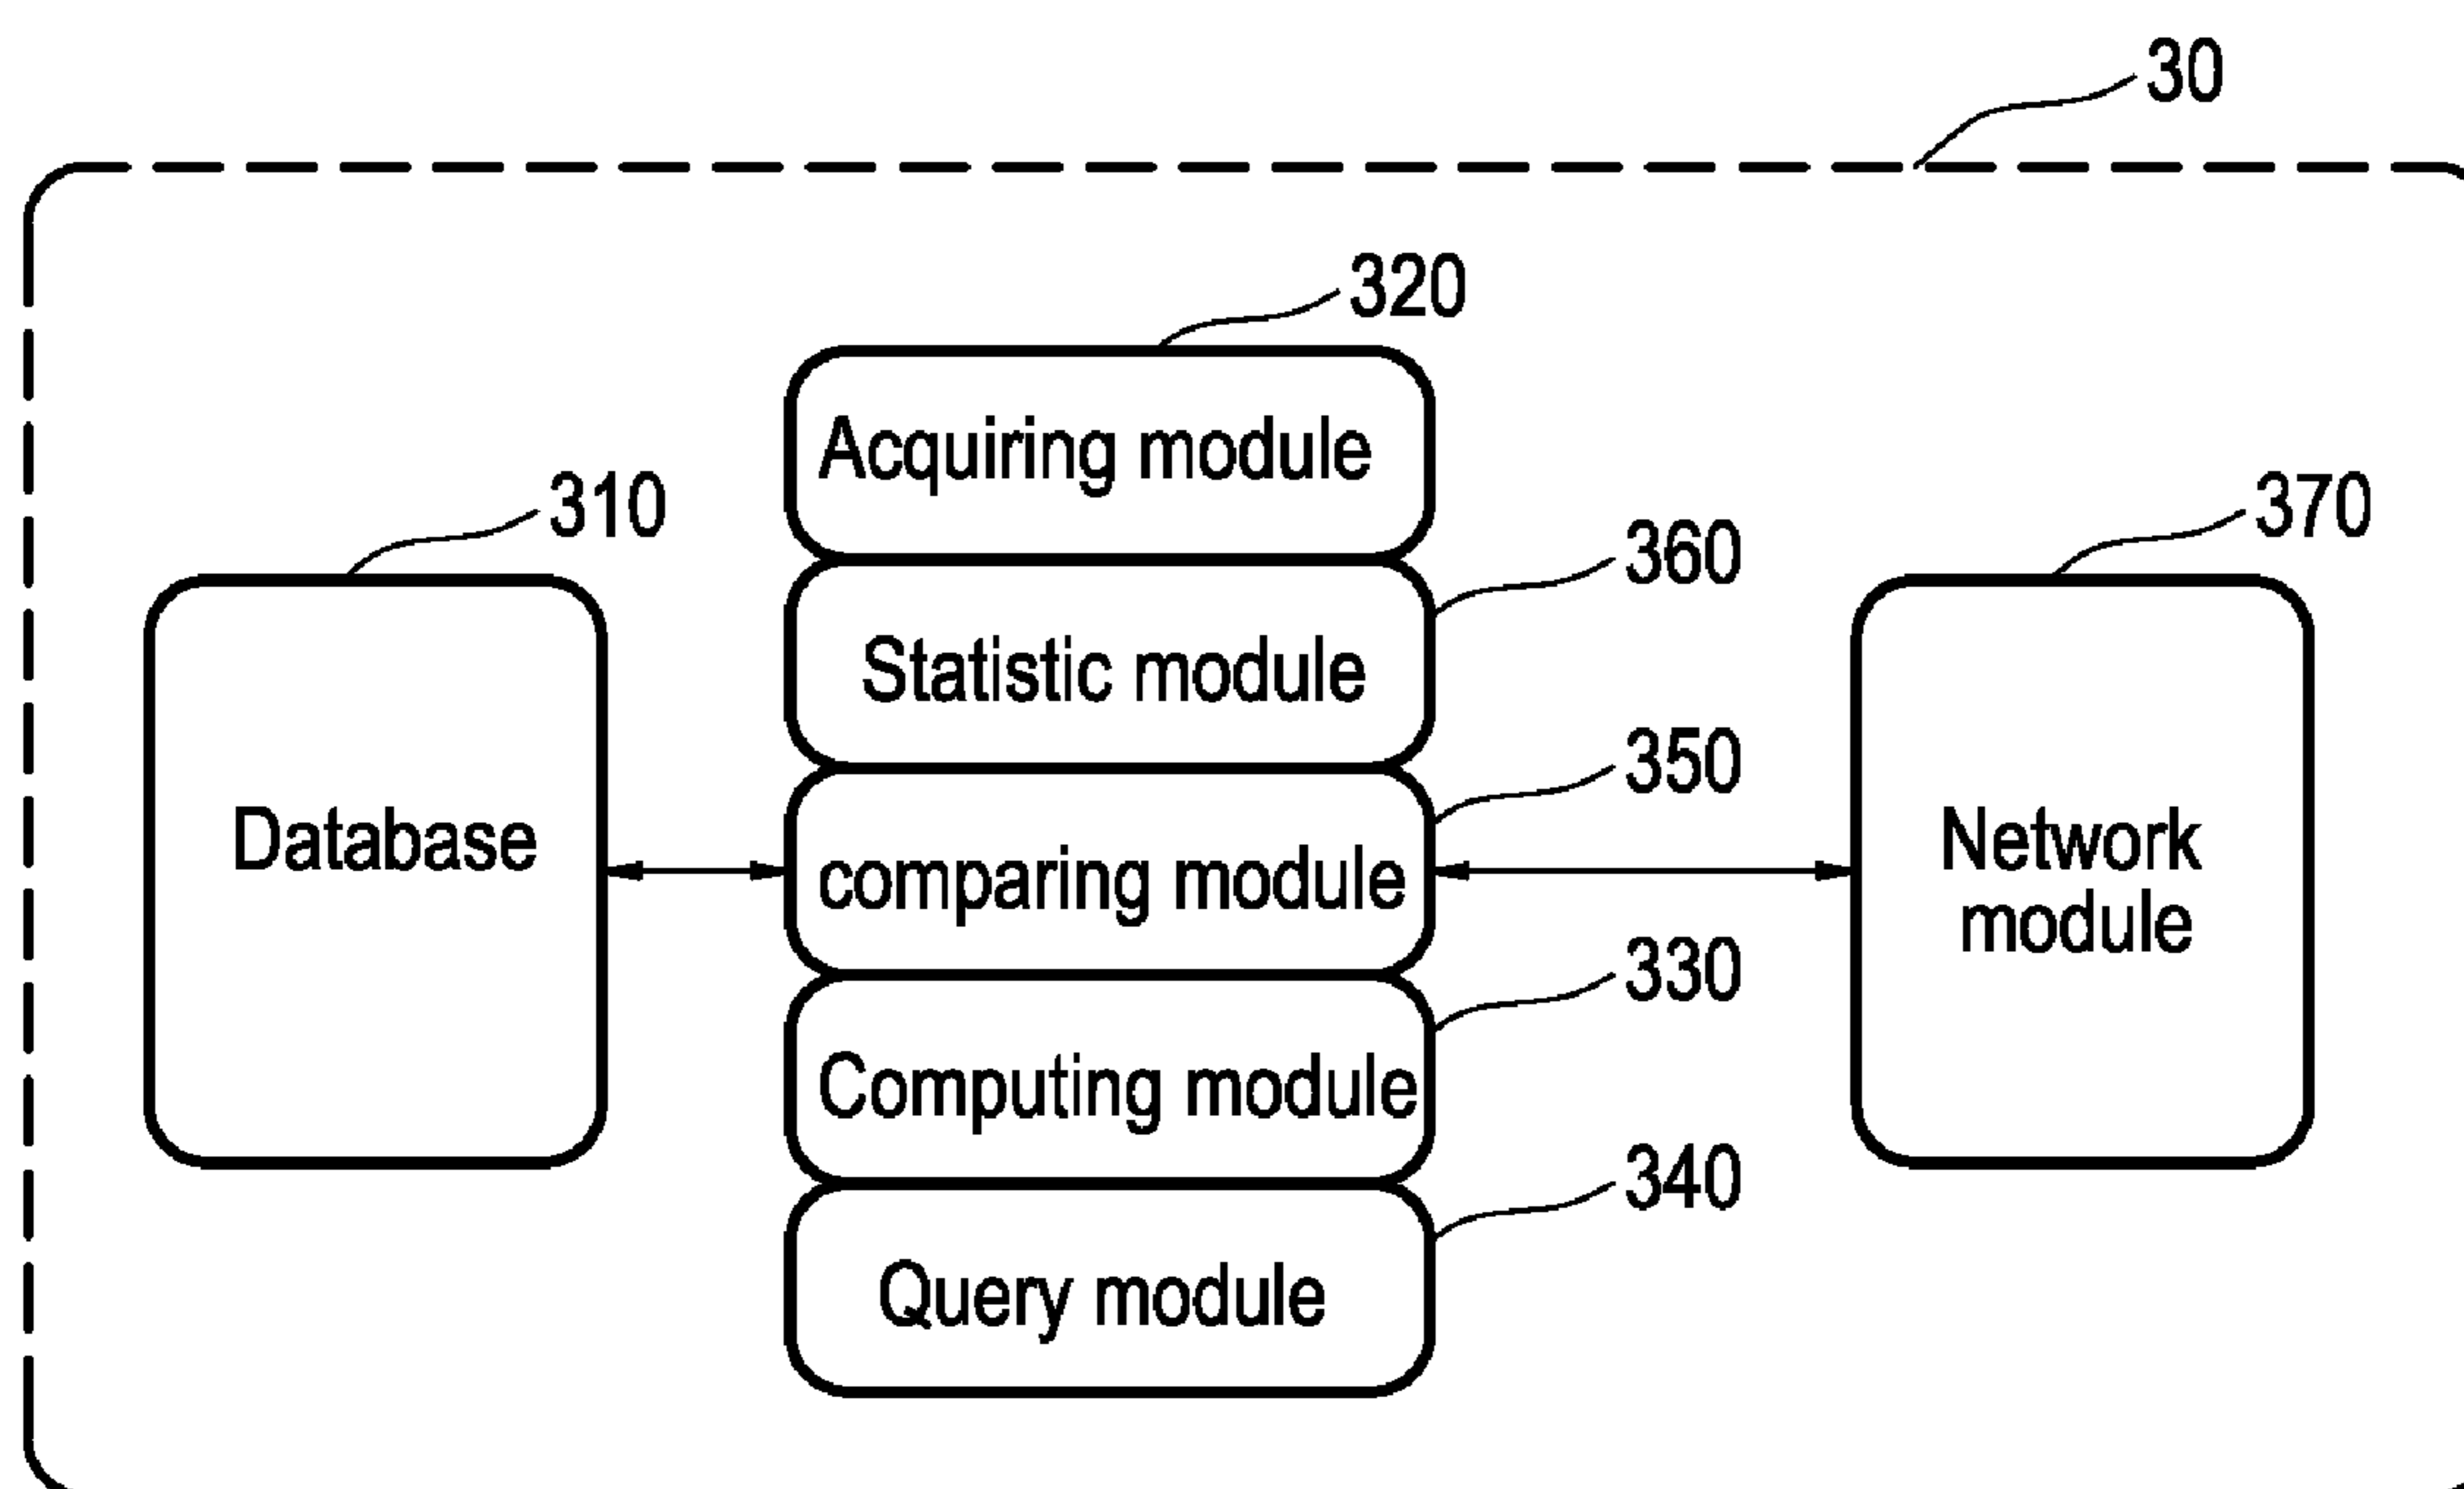 30
320
Acquiring module
310
360
370
Statistic module
350
Database
comparing module
Network
module
330
Computing module
340
Query module